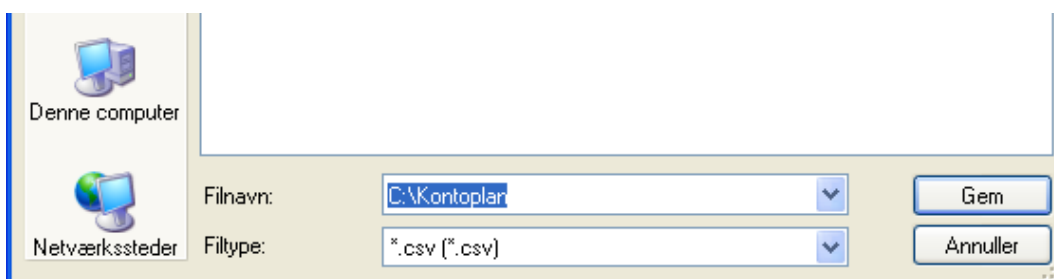 Denne computer
Netværkssteder
Filnavn:
C:\Kontoplan
Gem
Filtype:
*.csv (*.csv)
Annuller